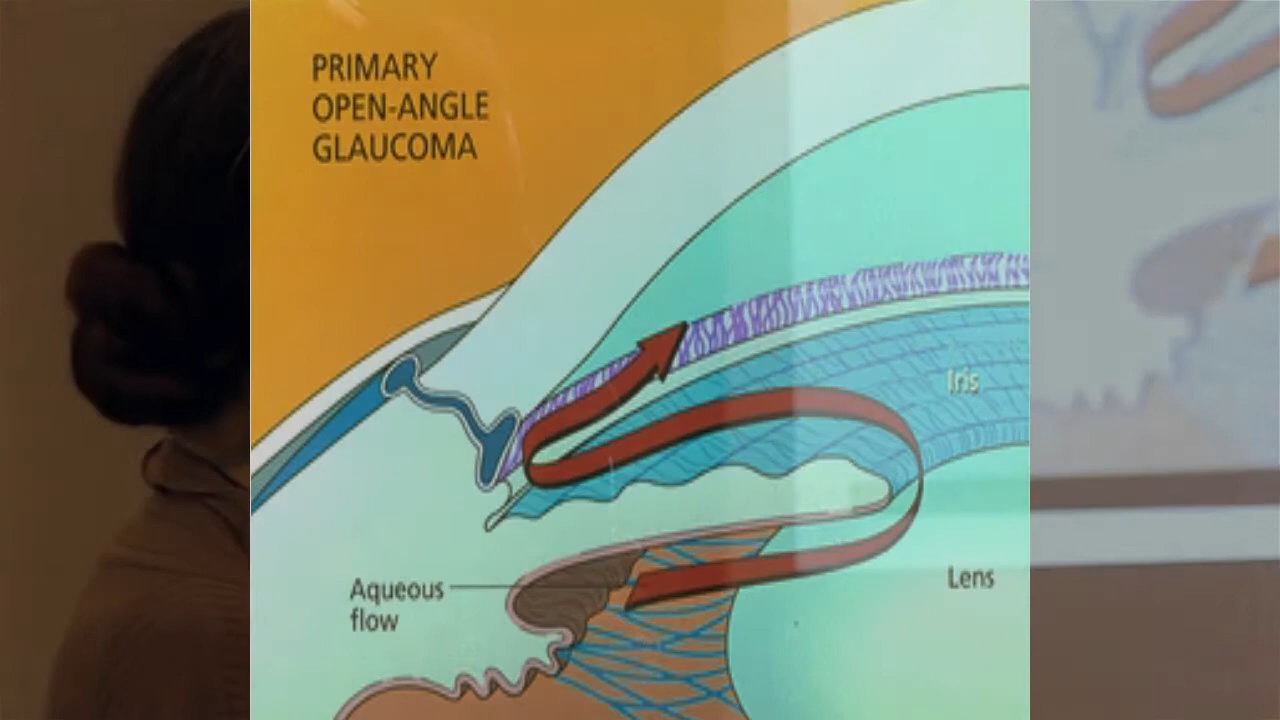 PRIMARY
OPEN-ANGLE
GLAUCOMA
Iris
Aqueous
flow
Lens